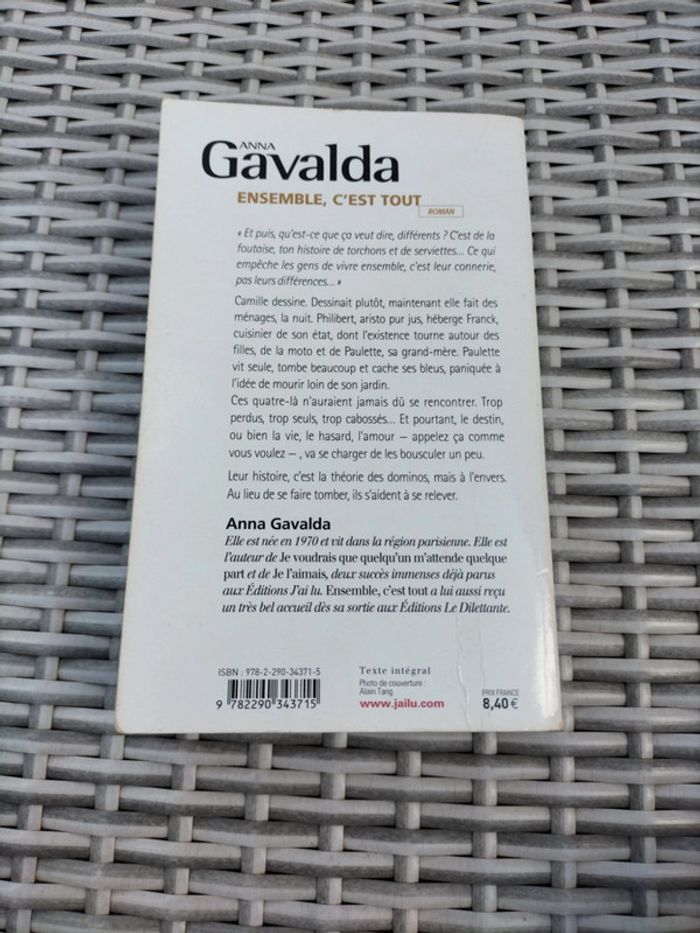 ANNA
Gavalda
ENSEMBLE, C'EST TOUT
ROMAN
« Et puis, qu'est-ce que ça veut dire, différents ? C'est de la
foutaise, ton histoire de torchons et de serviettes... Ce qui
empêche les gens de vivre ensemble, c'est leur connerie,
pas leurs différences... »
Camille dessine. Dessinait plutôt, maintenant elle fait des
ménages, la nuit. Philibert, aristo pur jus, héberge Franck,
cuisinier de son état, dont l'existence tourne autour des
filles, de la moto et de Paulette, sa grand-mère. Paulette
vit seule, tombe beaucoup et cache ses bleus, paniquée à
l'idée de mourir loin de son jardin.
Ces quatre-là n'auraient jamais dû se rencontrer. Trop
perdus, trop seuls, trop cabossés... Et pourtant, le destin,
ou bien la vie, le hasard, l'amour – appelez ça comme
vous voulez –, va se charger de les bousculer un peu.
Leur histoire, c'est la théorie des dominos, mais à l'envers.
Au lieu de se faire tomber, ils s'aident à se relever.
Anna Gavalda
Elle est née en 1970 et vit dans la région parisienne. Elle est
l'auteur de Je voudrais que quelqu'un m'attende quelque
part et de Je l'aimais, deux succès immenses déjà parus
aux Éditions J'ai lu. Ensemble, c'est tout a lui aussi reçu
un très bel accueil dès sa sortie aux Éditions Le Dilettante.
ISBN : 978-2-290-34371-5
9 782290 343715
Texte intégral
Photo de couverture :
Alain Tang
www.jailu.com
PRIX FRANCE
8,40 €